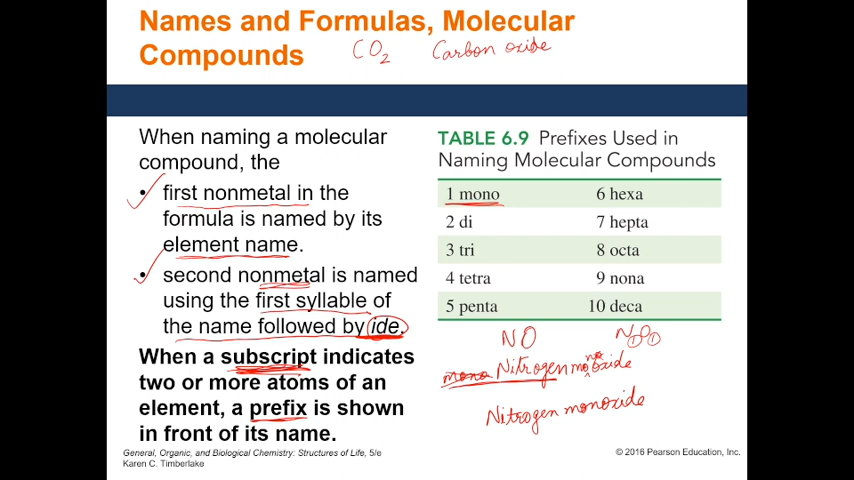 Names and Formulas, Molecular
Compounds
CO2 Carbon oxide
When naming a molecular
compound, the
• first nonmetal in the
formula is named by its
element name.
• second nonmetal is named
using the first syllable of
the name followed by ide.
When a subscript indicates
two or more atoms of an
element, a prefix is shown
in front of its name.
TABLE 6.9 Prefixes Used in
Naming Molecular Compounds
1 mono 6 hexa
2 di 7 hepta
3 tri 8 octa
4 tetra 9 nona
5 penta 10 deca
NO
mono Nitrogen mo no oxide
Nitrogen monoxide
General, Organic, and Biological Chemistry: Structures of Life, 5/e
Karen C. Timberlake
© 2016 Pearson Education, Inc.